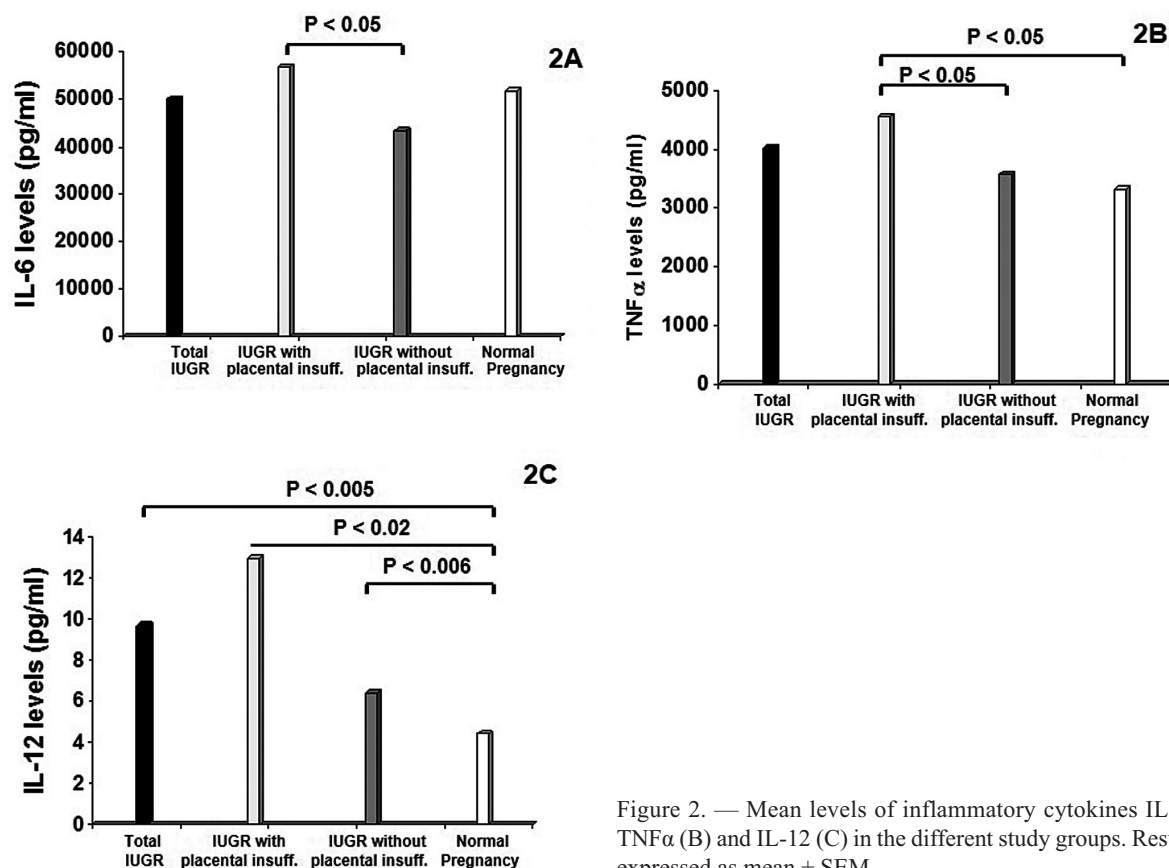 P < 0.05
2A
60000
50000
40000
30000
20000
10000
0
IL-6 levels (pg/ml)
Total IUGR with IUGR without Normal
IUGR placental insuff. placental insuff. Pregnancy
2B
P < 0.05
P < 0.05
5000
4000
3000
2000
1000
0
TNFα levels (pg/ml)
Total IUGR with IUGR without Normal
IUGR placental insuff. placental insuff. Pregnancy
2C
P < 0.005
P < 0.02
P < 0.006
14
12
10
8
6
4
2
0
IL-12 levels (pg/ml)
Total IUGR with IUGR without Normal
IUGR placental insuff. placental insuff. Pregnancy
Figure 2. — Mean levels of inflammatory cytokines
TNFα (B) and IL-12 (C) in the different study groups.
expressed as mean ± SEM